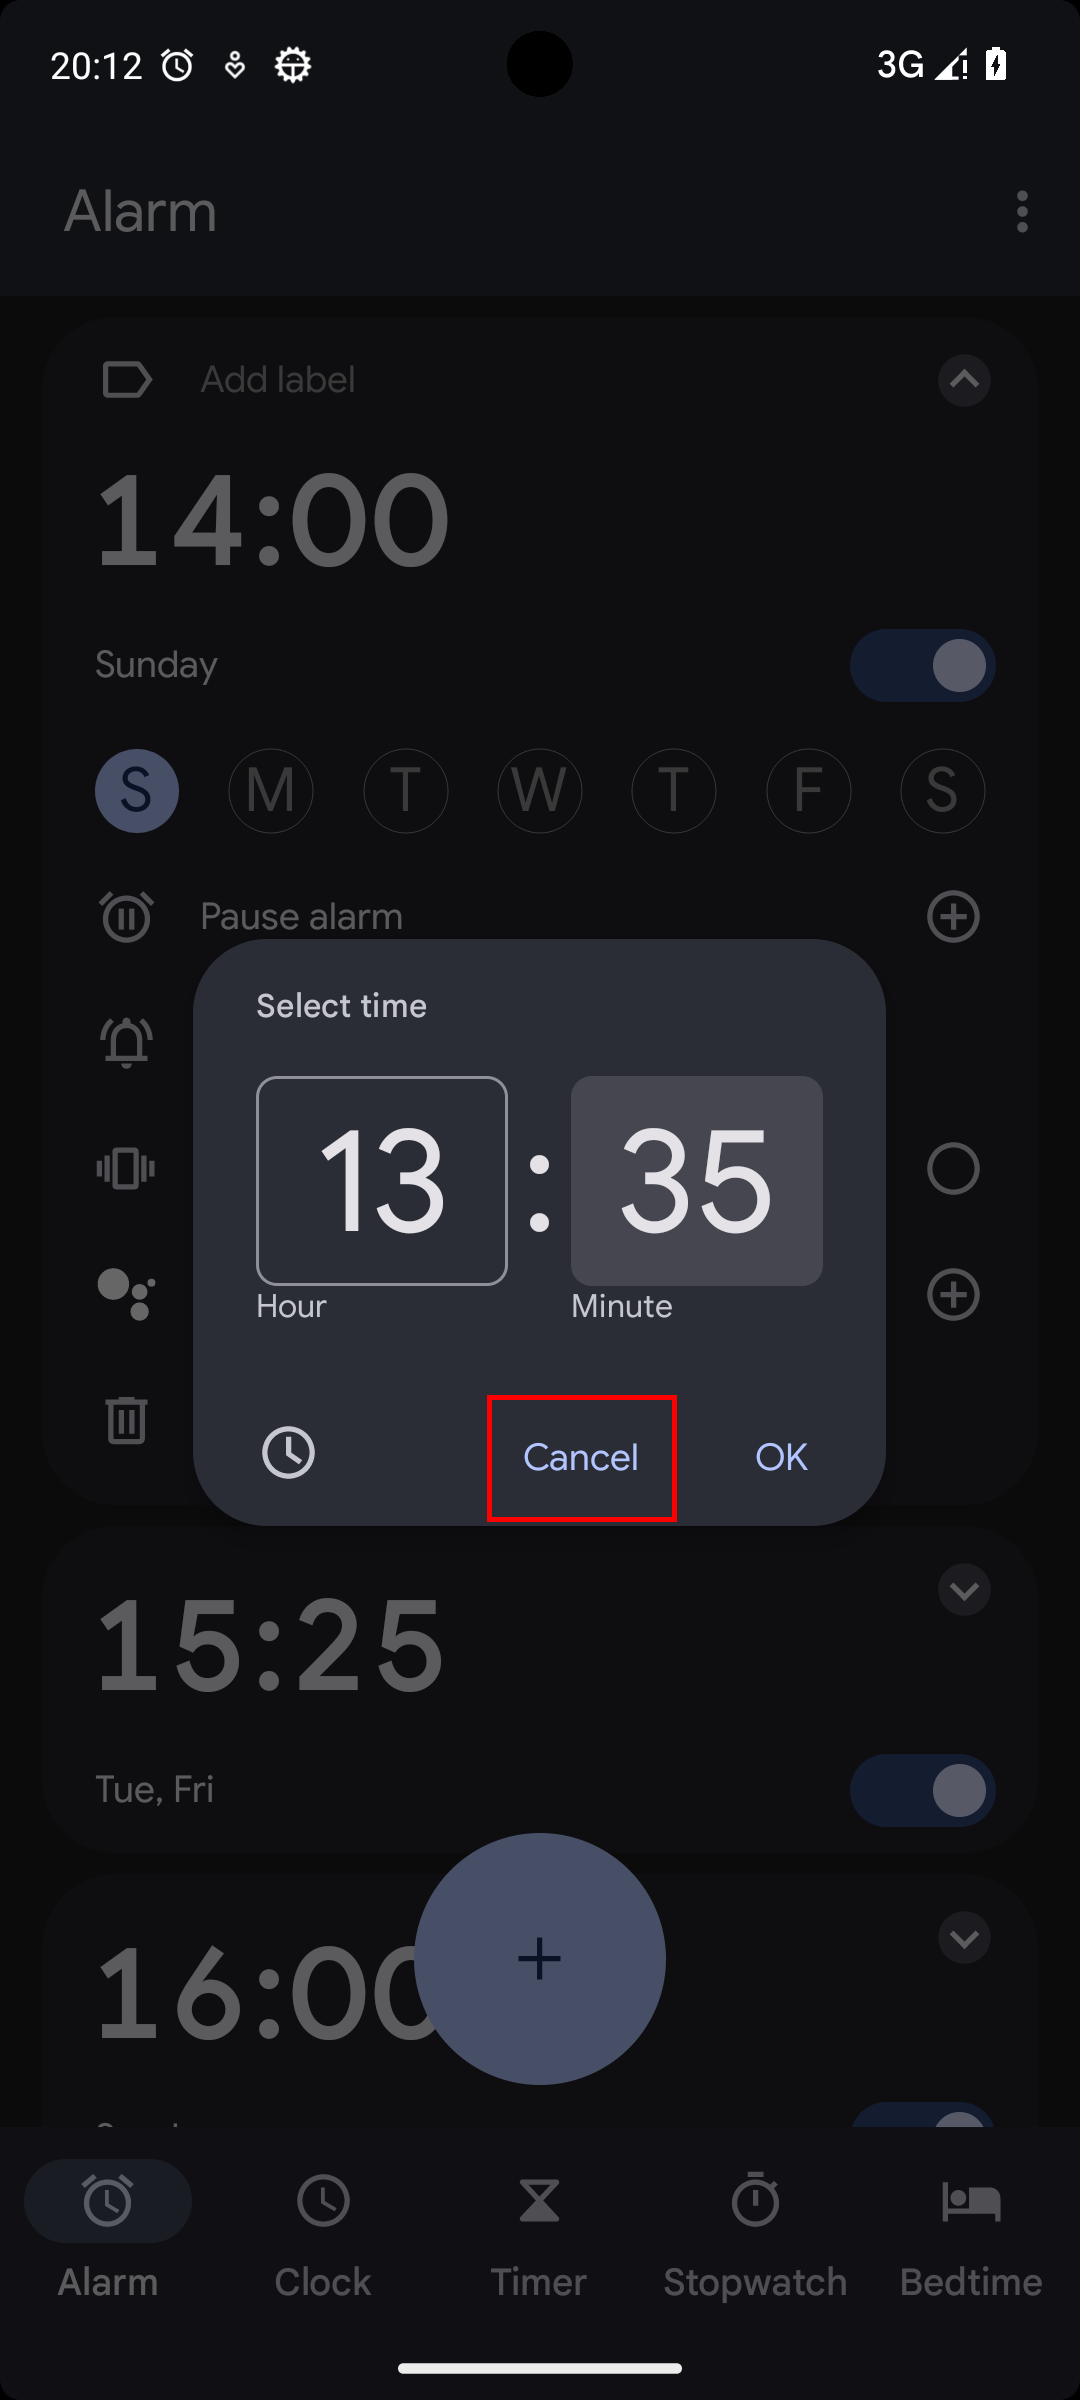 20:12
3G
Alarm
Add label
14:00
Sunday
S M T W T F S
Pause alarm
Select time
13 : 35
Hour Minute
Cancel OK
15:25
Tue, Fri
16:00
Alarm Clock Timer Stopwatch Bedtime